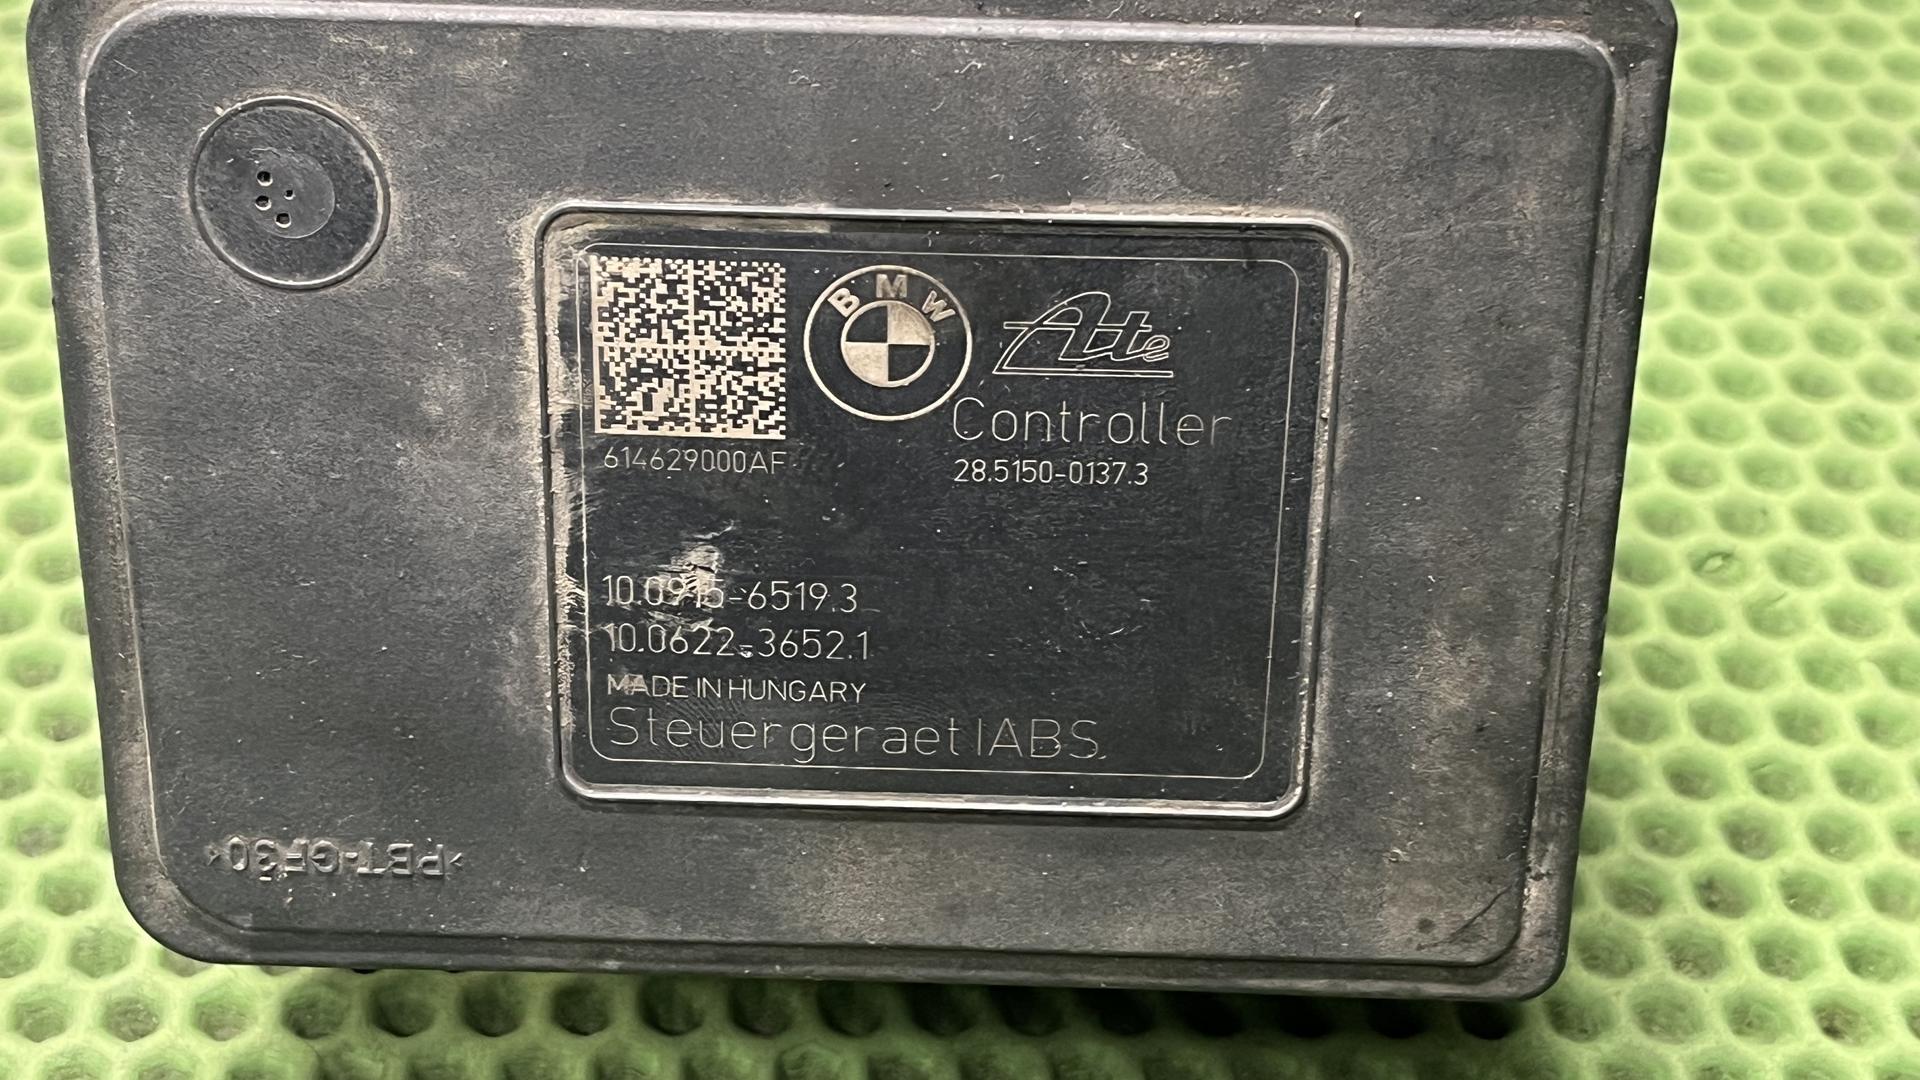 BMW
Ate
Controller
614629000AF
28.5150-0137.3
10.0915-6519.3
10.0622-3652.1
MADE IN HUNGARY
Steuergeraet IABS
>PBT-GF30<